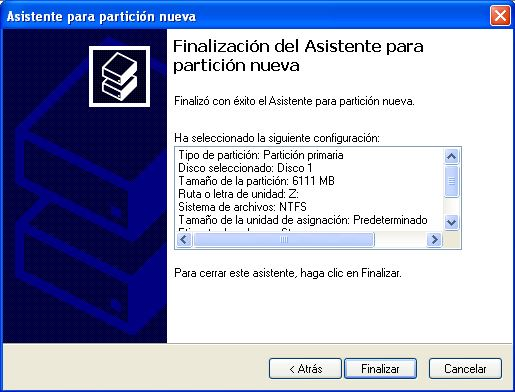 Asistente para partición nueva
Finalización del Asistente para
partición nueva
Finalizó con éxito el Asistente para partición nueva.
Ha seleccionado la siguiente configuración:
Tipo de partición: Partición primaria
Disco seleccionado: Disco 1
Tamaño de la partición: 6111 MB
Ruta o letra de unidad: Z:
Sistema de archivos: NTFS
Tamaño de la unidad de asignación: Predeterminado
Para cerrar este asistente, haga clic en Finalizar.
< Atrás
Finalizar
Cancelar